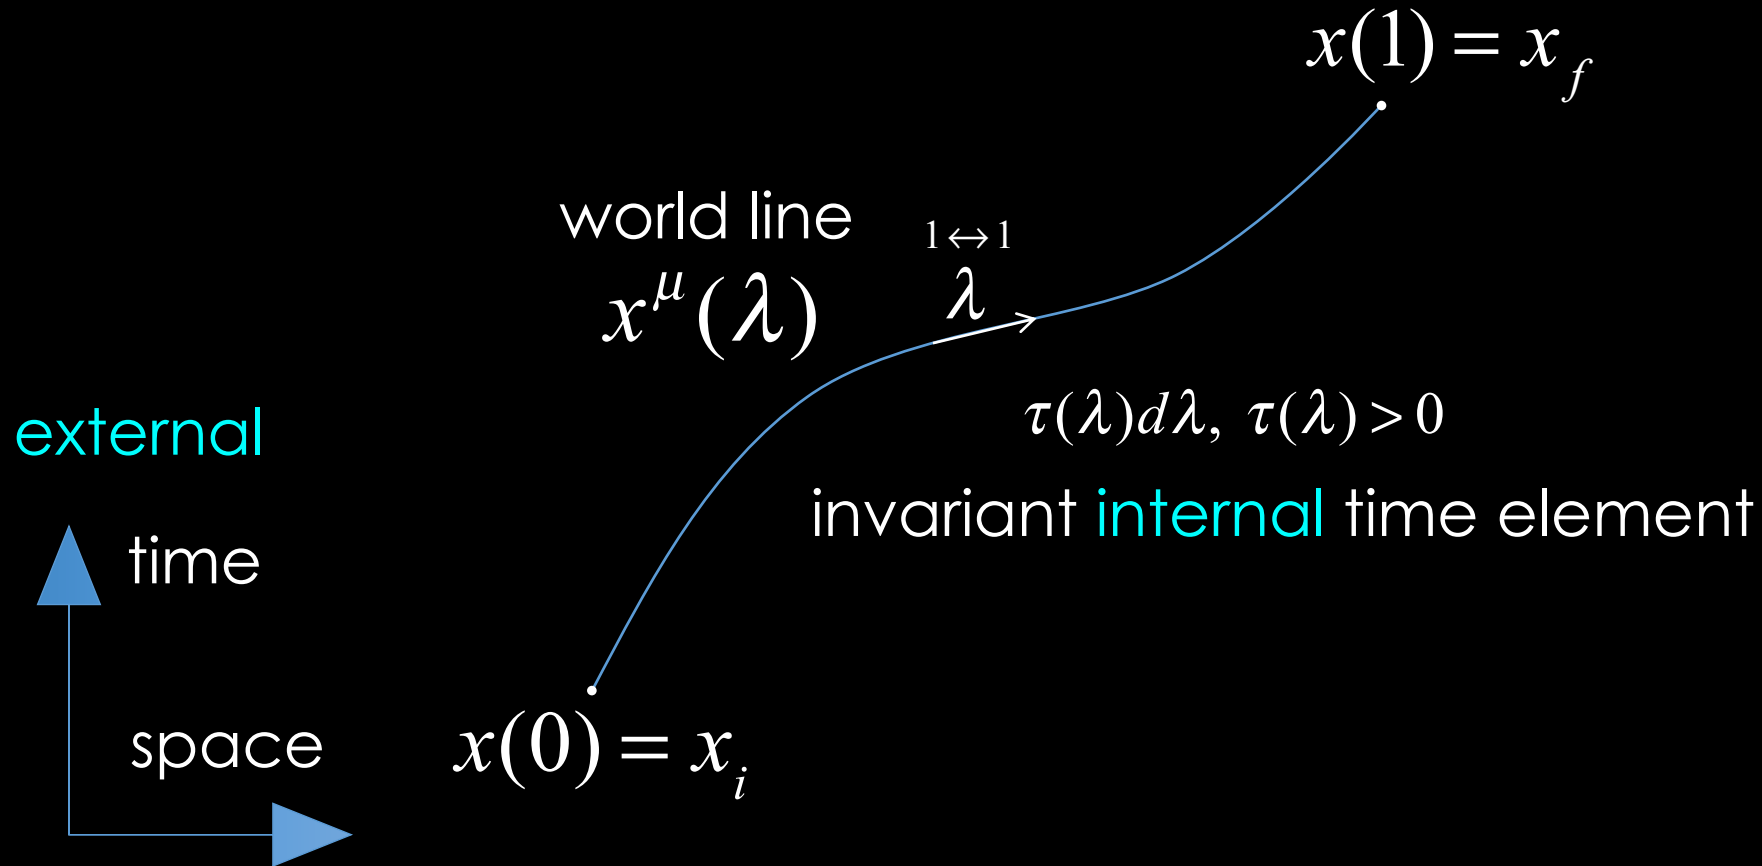 x(1) = x_f
world line
1↔1
x^μ(λ)
λ
τ(λ)dλ, τ(λ) > 0
external
invariant internal time element
time
space
x(0) = x_i